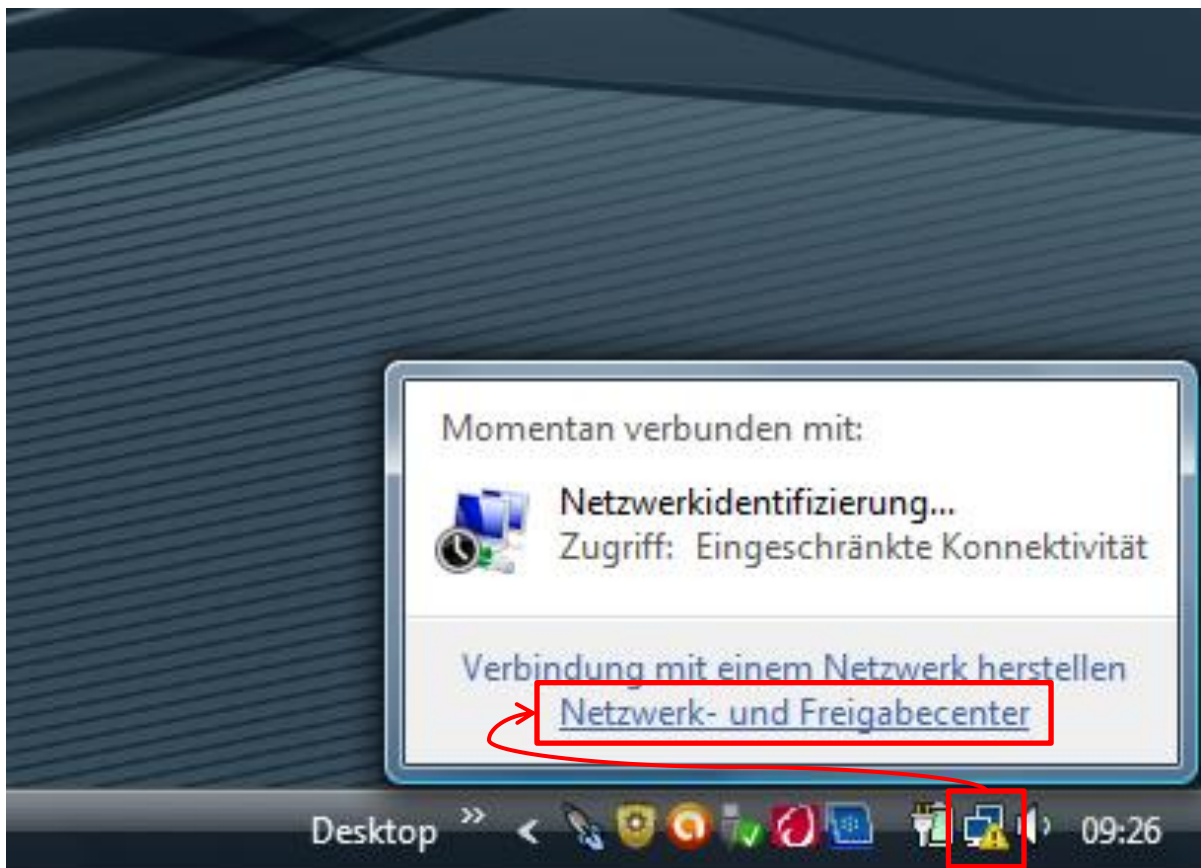 Momentan verbunden mit:
Netzwerkidentifizierung...
Zugriff: Eingeschränkte Konnektivität
Verbindung mit einem Netzwerk herstellen
Netzwerk- und Freigabecenter
Desktop » < 09:26